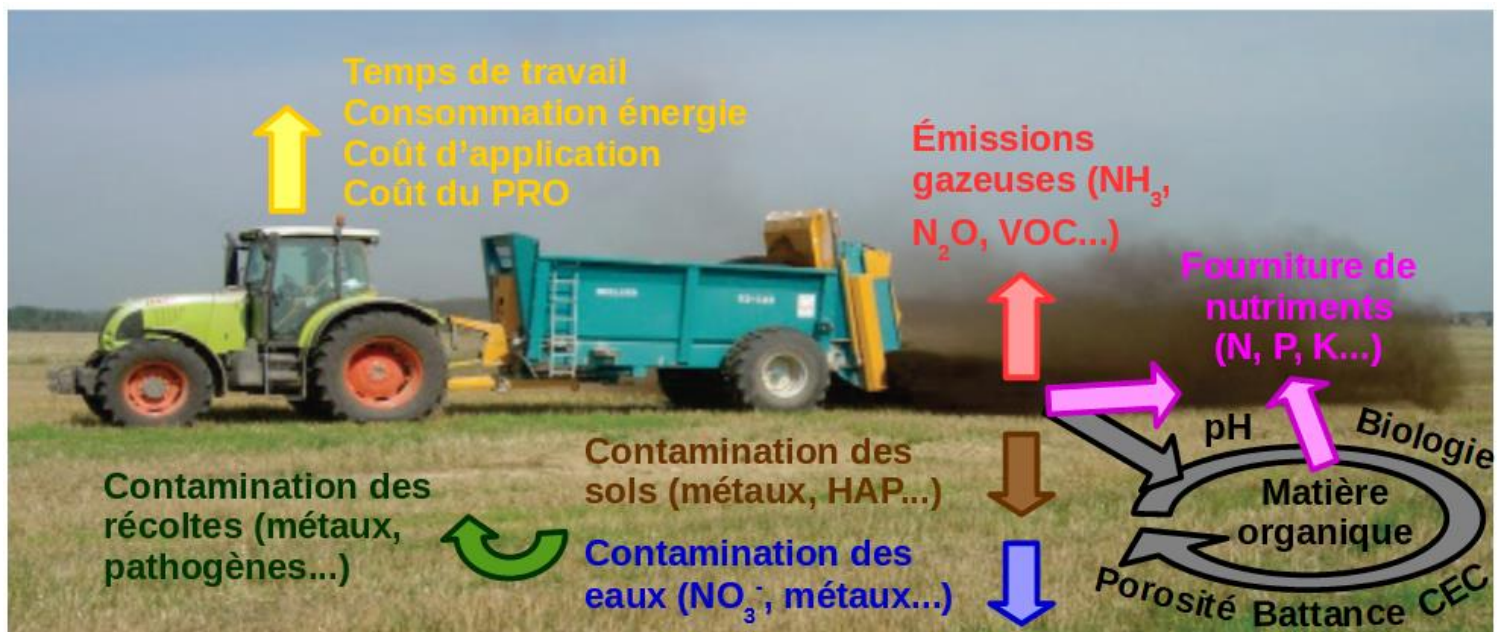 Temps de travail
Consommation énergie
Coût d'application
Coût du PRO
Émissions
gazeuses (NH₃,
N₂O, VOC...)
Fourniture de
nutriments
(N, P, K...)
pH
Biologie
Matière
organique
Porosité
Battance
CEC
Contamination des
sols (métaux, HAP...)
Contamination des
eaux (NO₃⁻, métaux...)
Contamination des
récoltes (métaux,
pathogènes...)